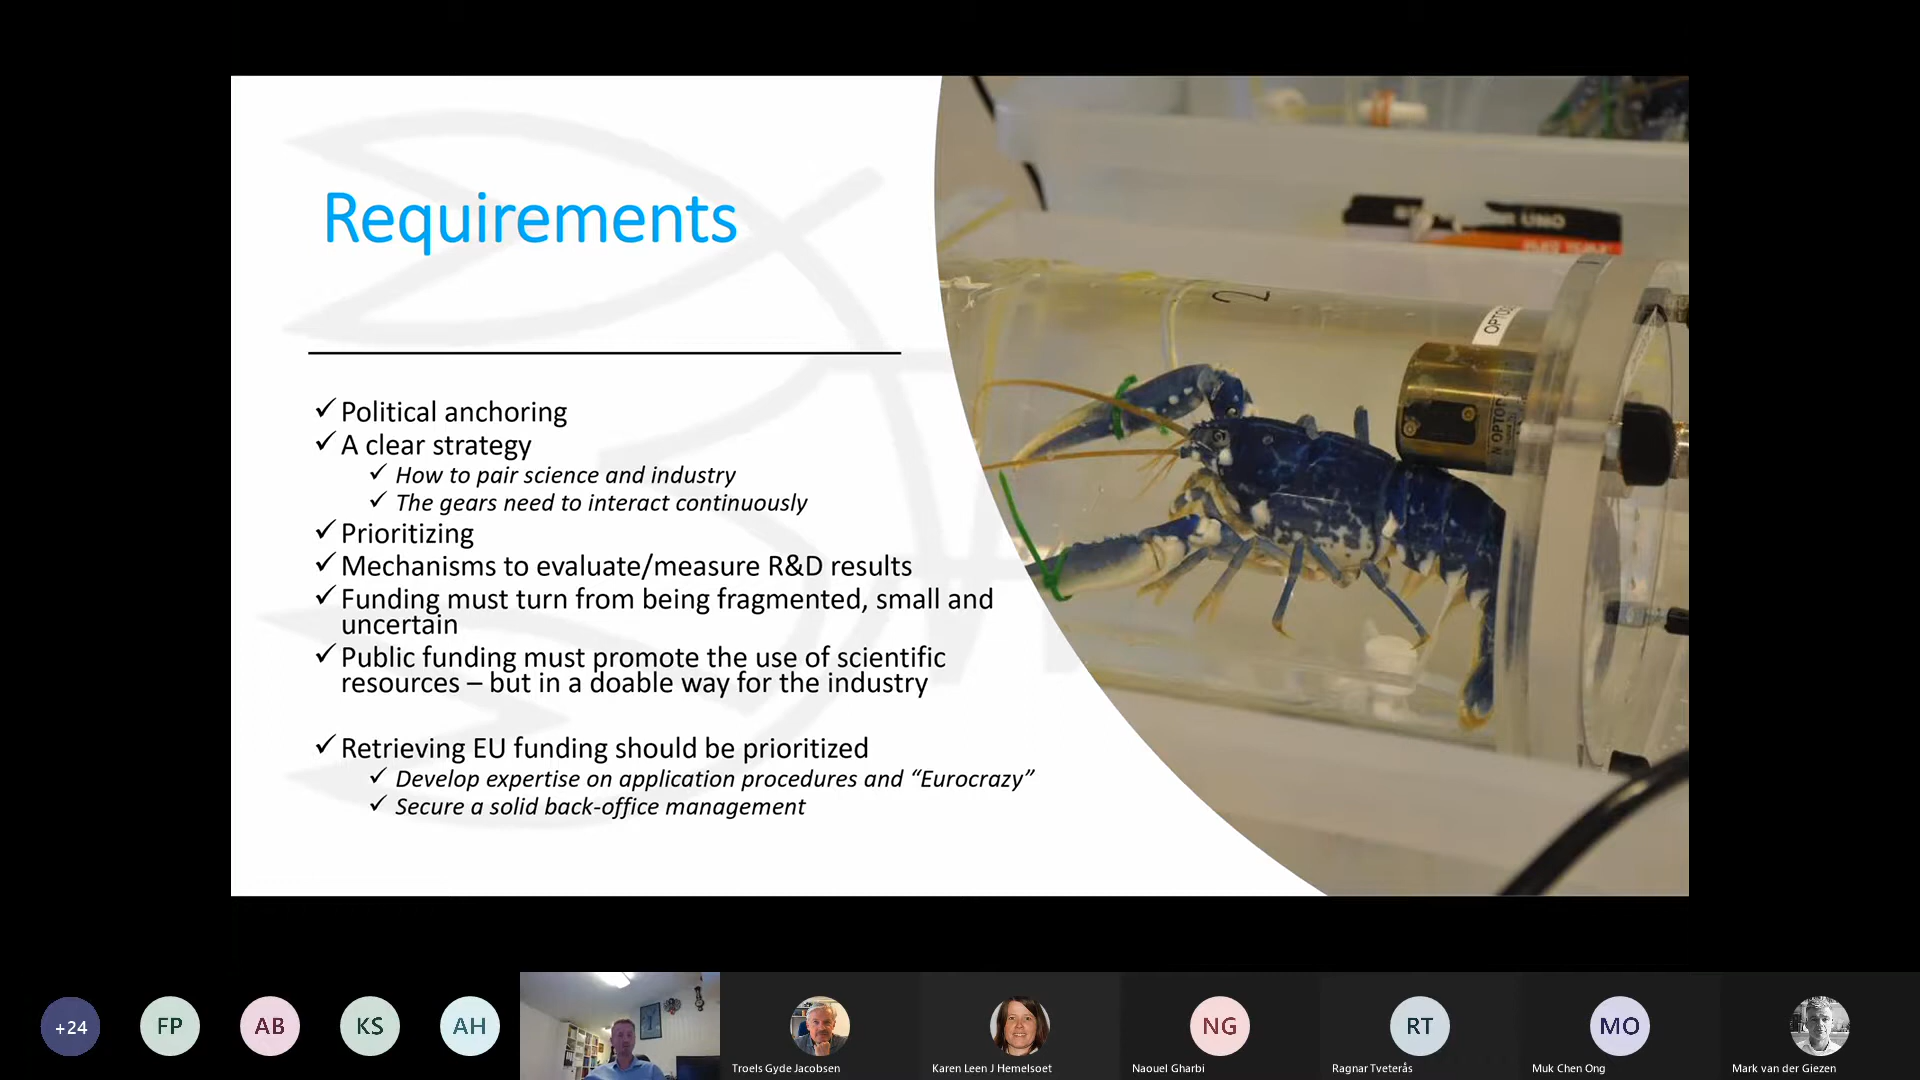 Requirements
✓ Political anchoring
✓ A clear strategy
✓ How to pair science and industry
✓ The gears need to interact continuously
✓ Prioritizing
✓ Mechanisms to evaluate/measure R&D results
✓ Funding must turn from being fragmented, small and
uncertain
✓ Public funding must promote the use of scientific
resources – but in a doable way for the industry
✓ Retrieving EU funding should be prioritized
✓ Develop expertise on application procedures and “Eurocrazy”
✓ Secure a solid back-office management
2
UNO
+24
FP
AB
KS
AH
NG
RT
MO
Troels Gyde Jacobsen
Karen Leen J Hemelsoet
Naouel Gharbi
Ragnar Tveterås
Muk Chen Ong
Mark van der Giezen